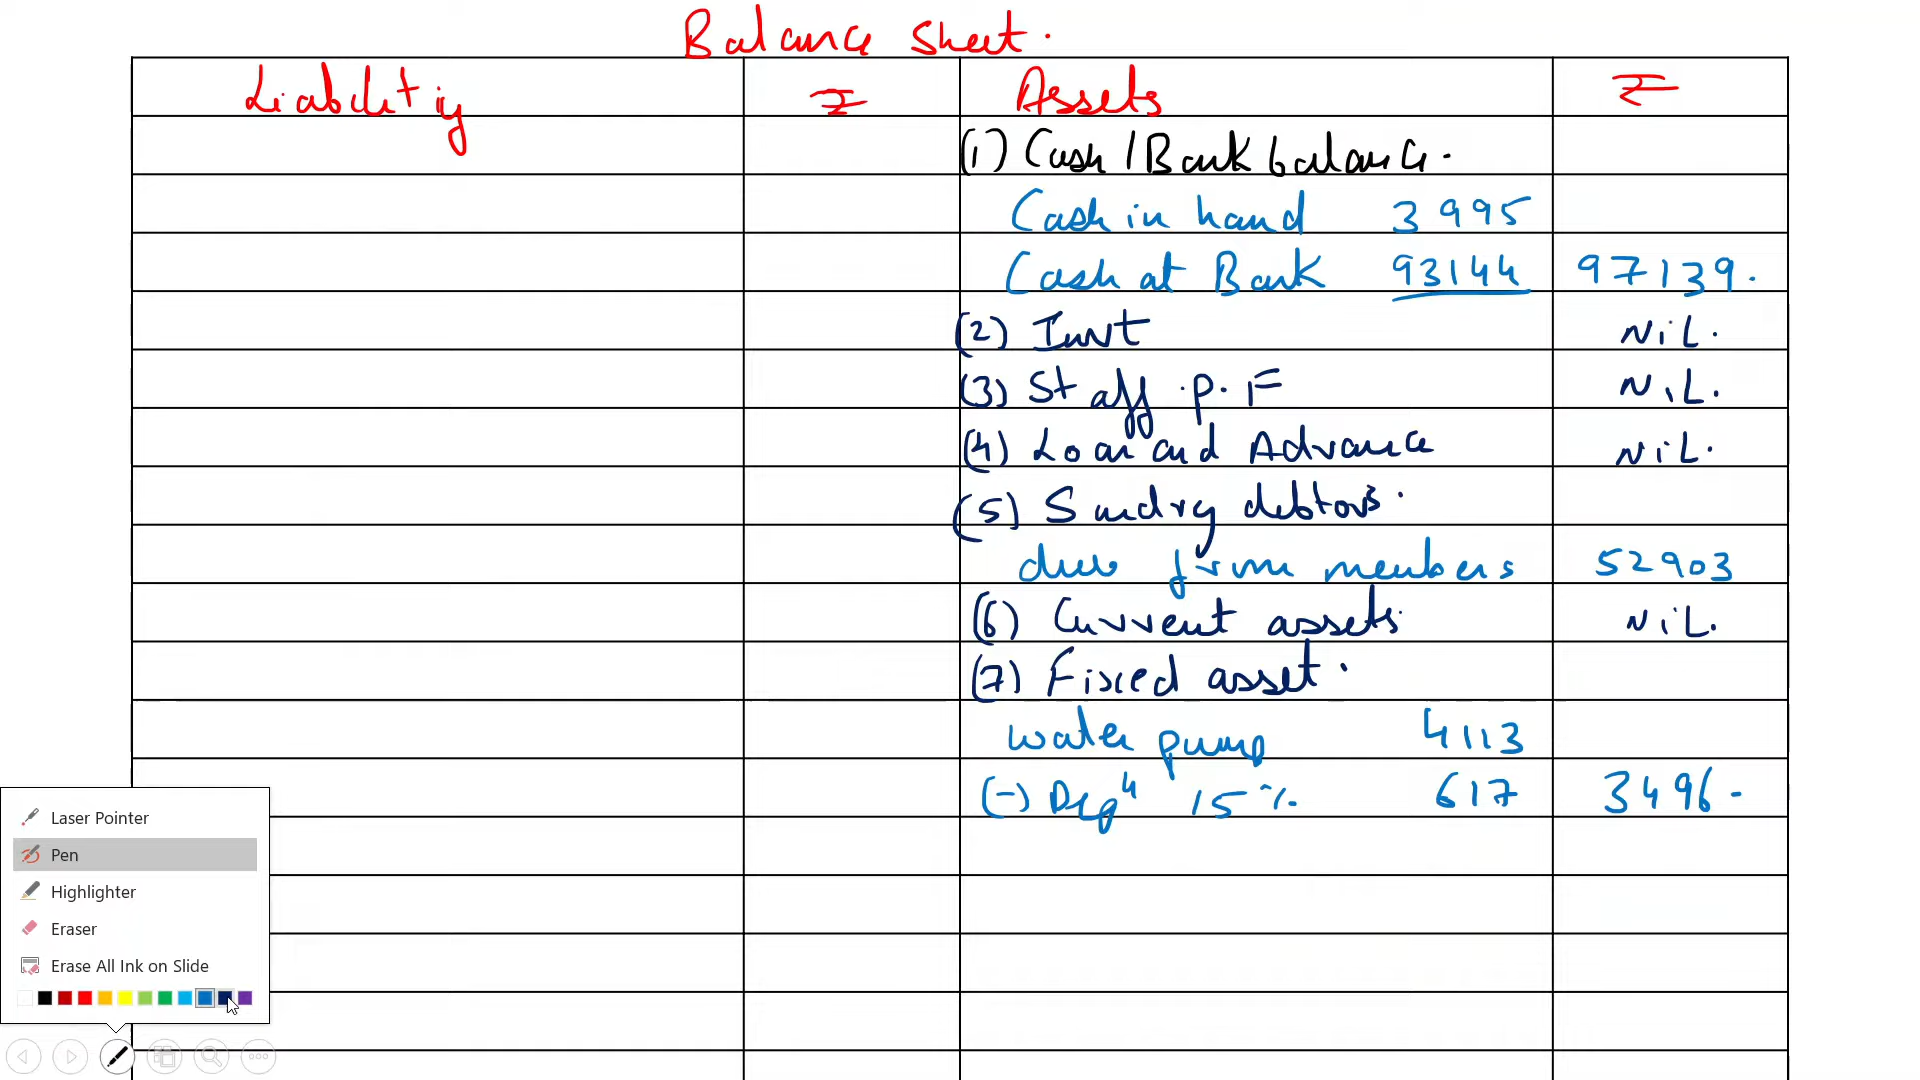 Balance Sheet.
Liability ₹ Assets ₹
(1) Cash / Bank balance.
Cash in hand 3995
Cash at Bank 93144 97139.
(2) Invt NiL.
(3) Staff P.F NiL.
(4) Loan and Advance NiL.
(5) Sundry debtors.
due from members 52903
(6) Current assets NiL.
(7) Fixed asset.
water pump 4113
(-) Depn 15% 617 3496-
Laser Pointer
Pen
Highlighter
Eraser
Erase All Ink on Slide